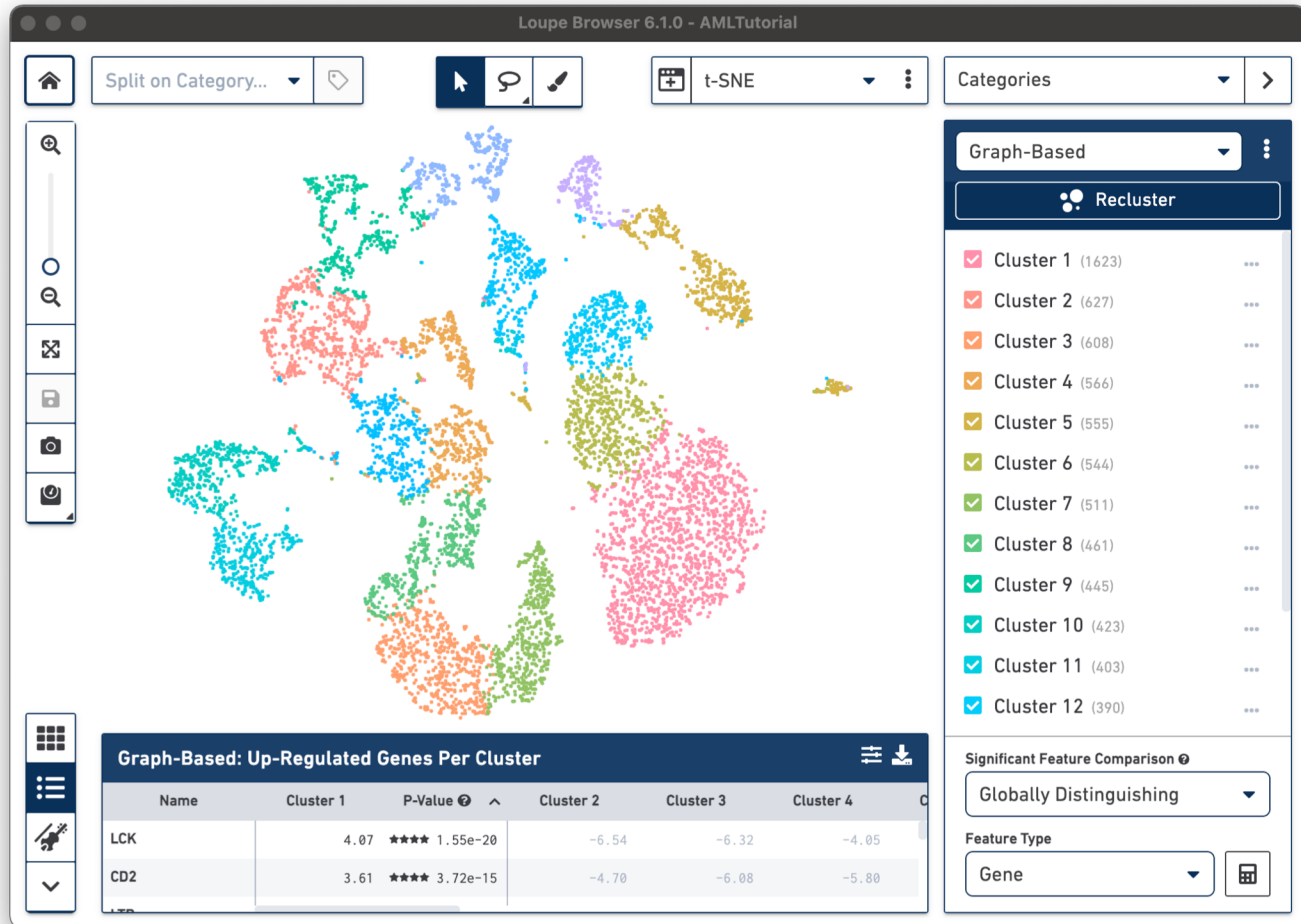 Loupe Browser 6.1.0 - AMLTutorial
Split on Category...
t-SNE
Categories
Graph-Based
Recluster
Cluster 1 (1623)
Cluster 2 (627)
Cluster 3 (608)
Cluster 4 (566)
Cluster 5 (555)
Cluster 6 (544)
Cluster 7 (511)
Cluster 8 (461)
Cluster 9 (445)
Cluster 10 (423)
Cluster 11 (403)
Cluster 12 (390)
Significant Feature Comparison
Globally Distinguishing
Feature Type
Gene
Graph-Based: Up-Regulated Genes Per Cluster
Name Cluster 1 P-Value Cluster 2 Cluster 3 Cluster 4 C
LCK 4.07 ★★★★ 1.55e-20 -6.54 -6.32 -4.05
CD2 3.61 ★★★★ 3.72e-15 -4.70 -6.08 -5.80